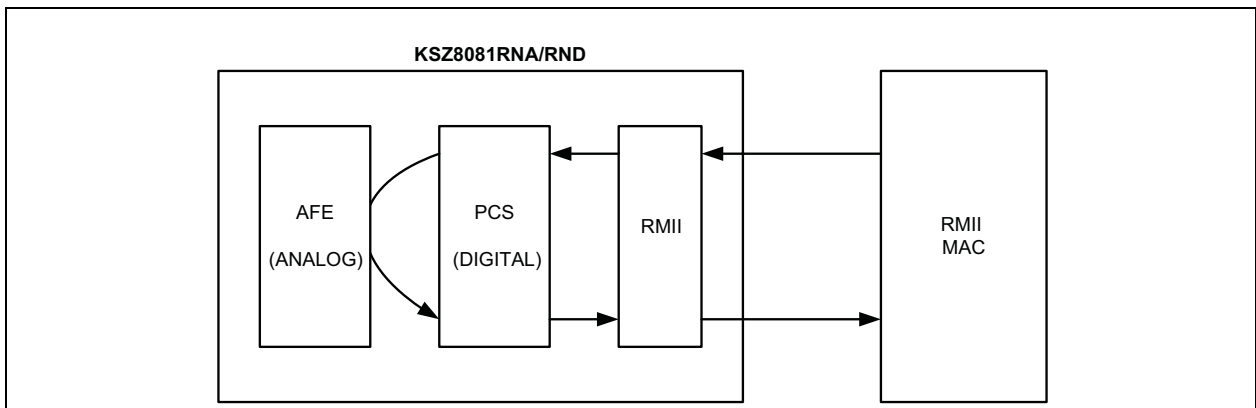 KSZ8081RNA/RND
AFE
(ANALOG)
PCS
(DIGITAL)
RMII
RMII
MAC